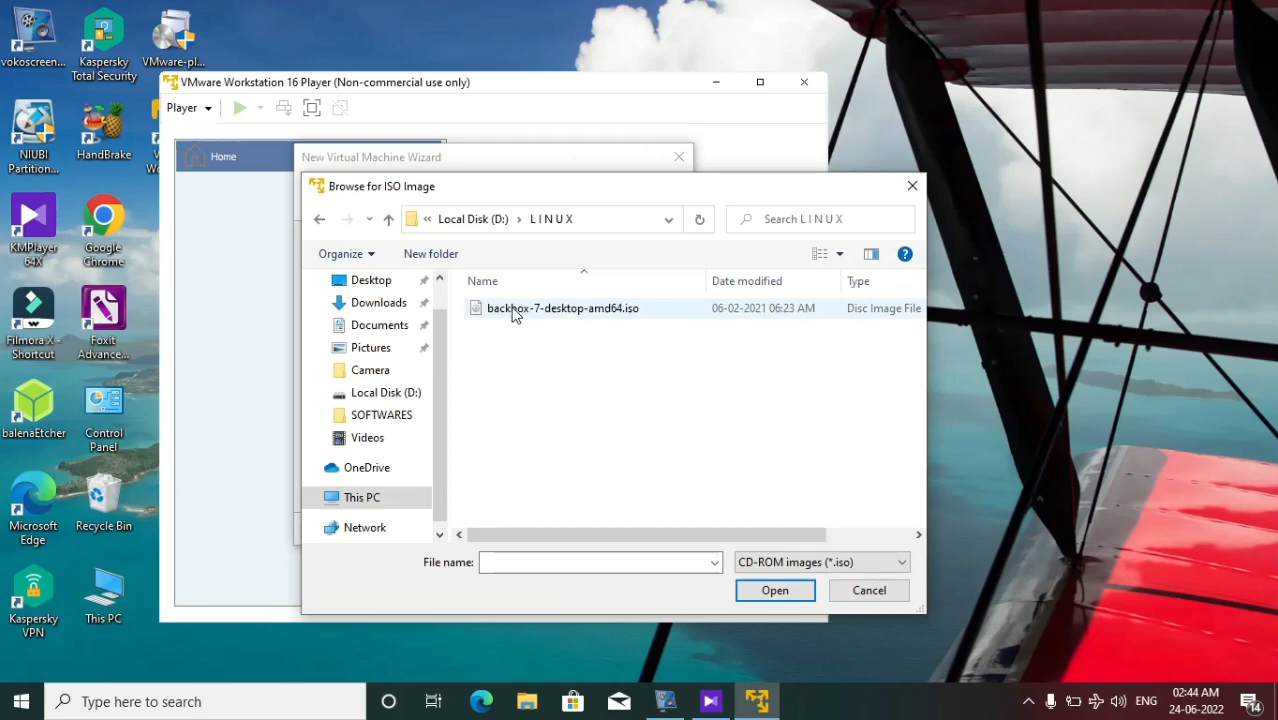 vokoscreen...
Kaspersky
Total Security
VMware-pl...
NIUBI
Partition...
HandBrake
KMPlayer
64X
Google
Chrome
Filmora X -
Shortcut
Foxit
Advance...
balenaEtcher
Control
Panel
Microsoft
Edge
Recycle Bin
Kaspersky
VPN
This PC
VMware Workstation 16 Player (Non-commercial use only)
Player
Home
New Virtual Machine Wizard
Browse for ISO Image
« Local Disk (D:) › L I N U X
Search L I N U X
Organize
New folder
Desktop
Downloads
Documents
Pictures
Camera
Local Disk (D:)
SOFTWARES
Videos
OneDrive
This PC
Network
Name Date modified Type
backbox-7-desktop-amd64.iso 06-02-2021 06:23 AM Disc Image File
File name:
CD-ROM images (*.iso)
Open
Cancel
Type here to search
ENG
02:44 AM
24-06-2022
14